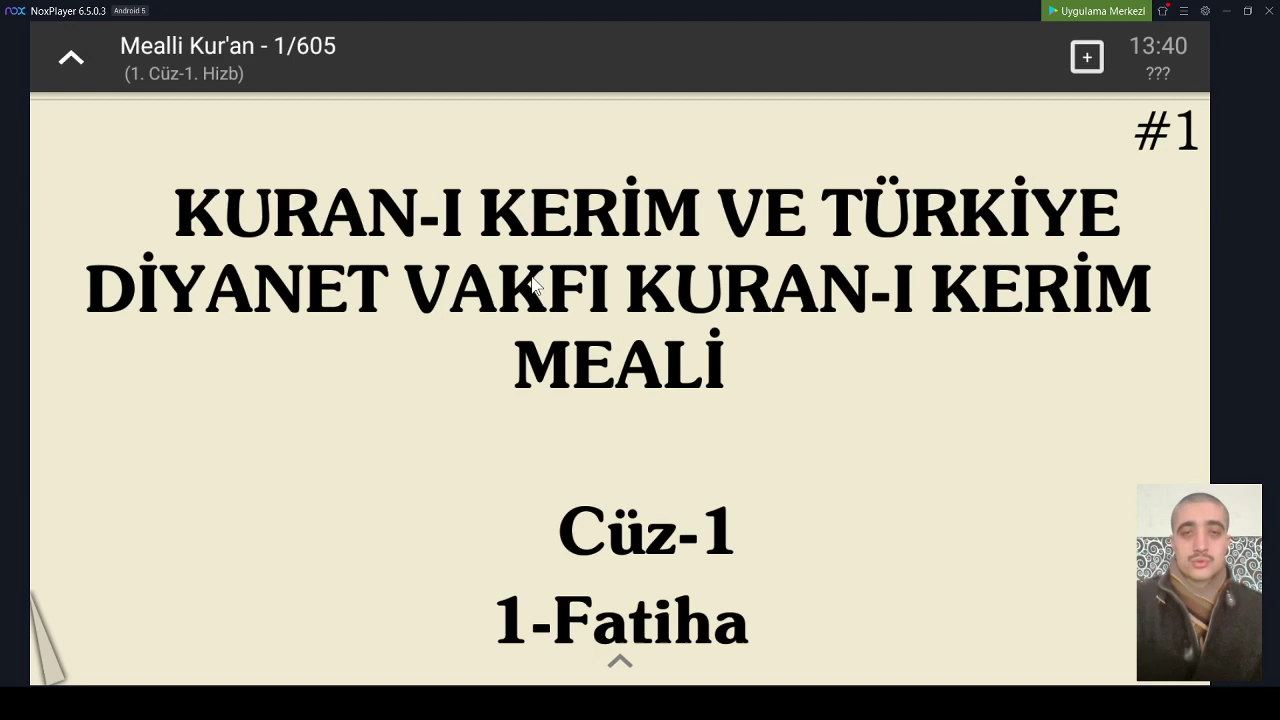 nox NoxPlayer 6.5.0.3 Android 5
Uygulama Merkezi
Mealli Kur'an - 1/605
(1. Cüz-1. Hizb)
13:40
???
#1
KURAN-I KERİM VE TÜRKİYE
DİYANET VAKFI KURAN-I KERİM
MEALİ
Cüz-1
1-Fatiha